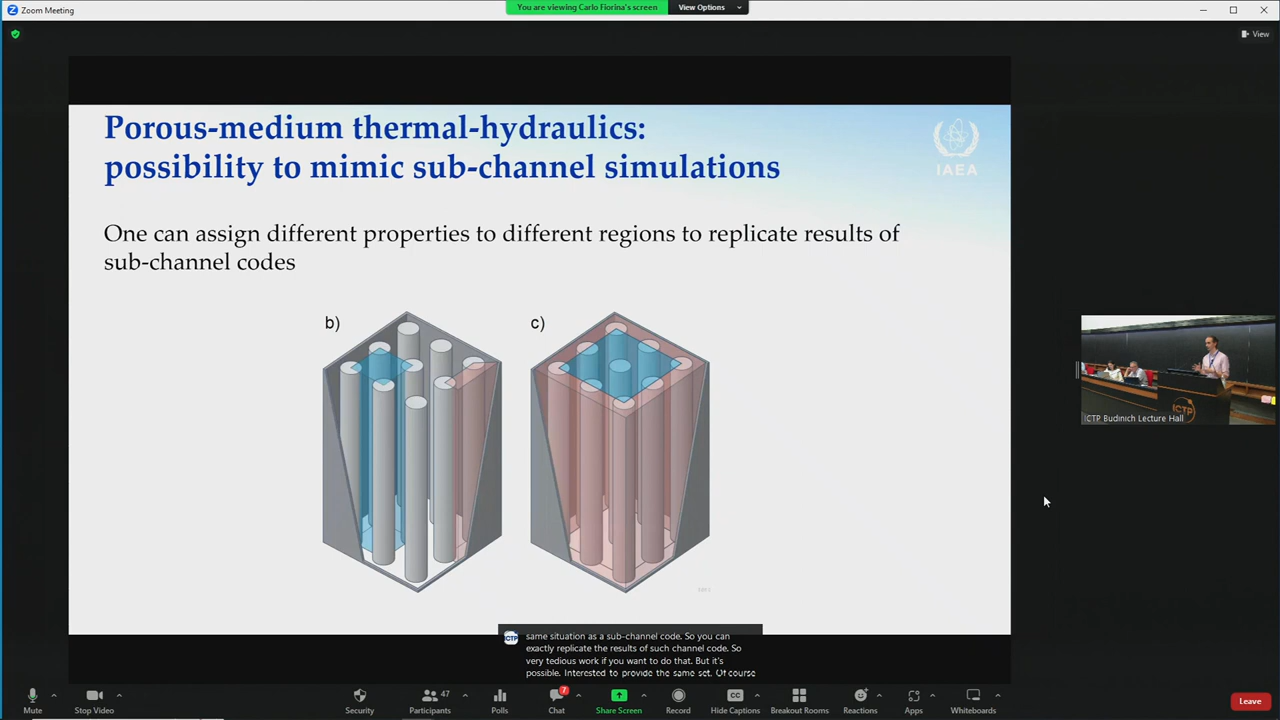 Zoom Meeting
You are viewing Carlo Fiorina's screen
View Options
View
Porous-medium thermal-hydraulics:
possibility to mimic sub-channel simulations
IAEA
One can assign different properties to different regions to replicate results of
sub-channel codes
b)
c)
ICTP
ICTP Budinich Lecture Hall
ICTP
same situation as a sub-channel code. So you can
exactly replicate the results of such channel code. So
very tedious work if you want to do that. But it's
possible. Interested to provide the same set. Of course
Mute
Stop Video
Security
47
Participants
Polls
7
Chat
Share Screen
Record
CC
Hide Captions
Breakout Rooms
Reactions
Apps
Whiteboards
Leave